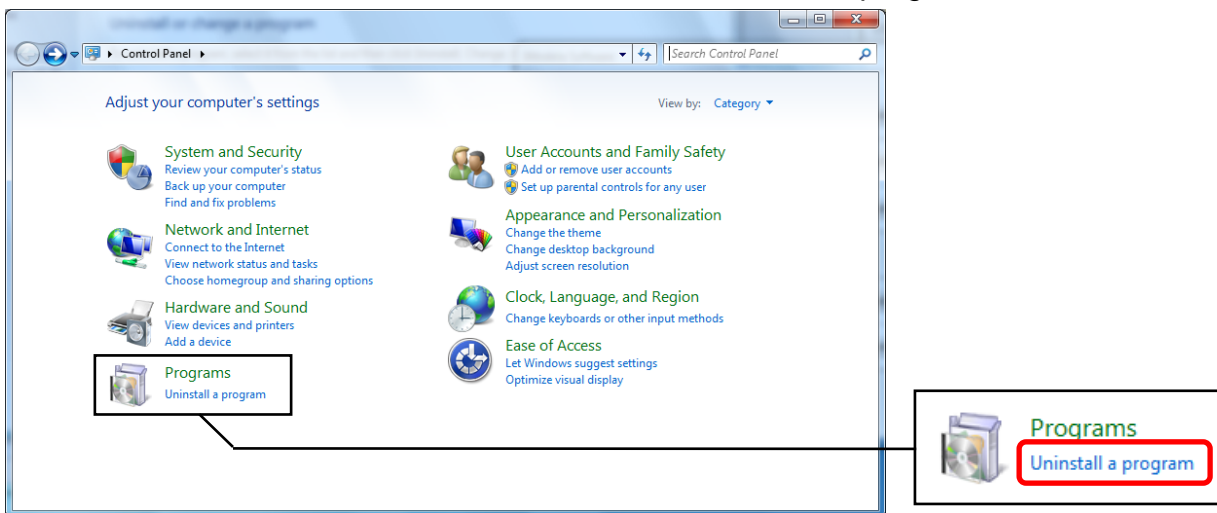 Uninstall or change a program
Control Panel
Search Control Panel
Adjust your computer's settings
View by: Category
System and Security
Review your computer's status
Back up your computer
Find and fix problems
Network and Internet
Connect to the Internet
View network status and tasks
Choose homegroup and sharing options
Hardware and Sound
View devices and printers
Add a device
Programs
Uninstall a program
User Accounts and Family Safety
Add or remove user accounts
Set up parental controls for any user
Appearance and Personalization
Change the theme
Change desktop background
Adjust screen resolution
Clock, Language, and Region
Change keyboards or other input methods
Ease of Access
Let Windows suggest settings
Optimize visual display
Programs
Uninstall a program